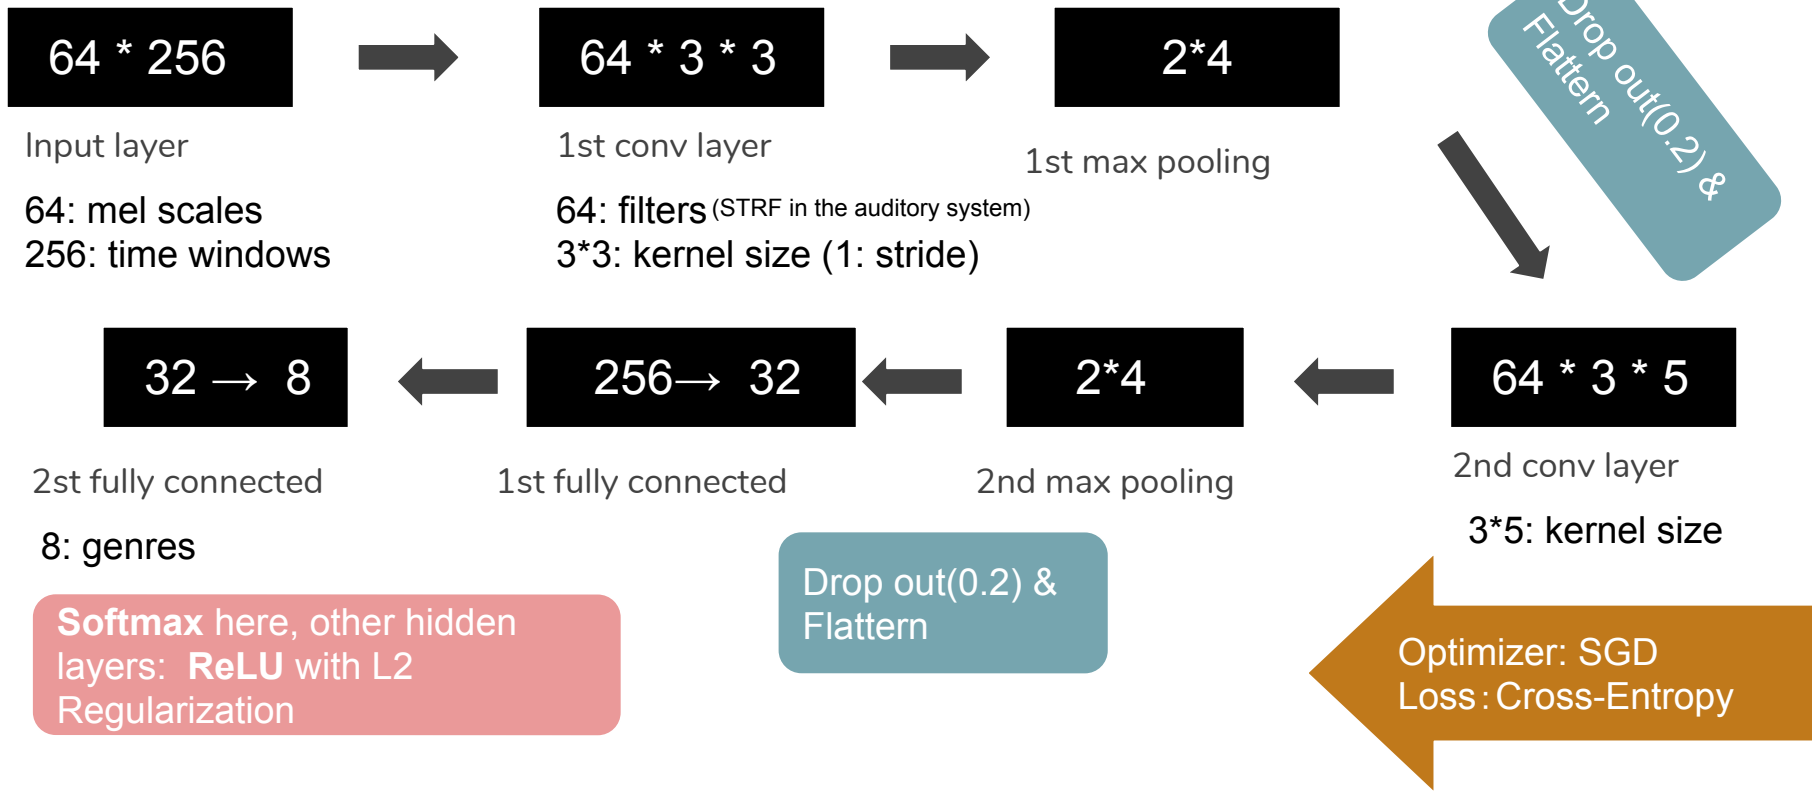 64 * 256
64 * 3 * 3
2*4
Drop out(0.2) &
Flattern
Input layer
1st conv layer
1st max pooling
64: mel scales
256: time windows
64: filters (STRF in the auditory system)
3*3: kernel size (1: stride)
32 → 8
256→ 32
2*4
64 * 3 * 5
2st fully connected
1st fully connected
2nd max pooling
2nd conv layer
8: genres
3*5: kernel size
Softmax here, other hidden
layers: ReLU with L2
Regularization
Drop out(0.2) &
Flattern
Optimizer: SGD
Loss：Cross-Entropy